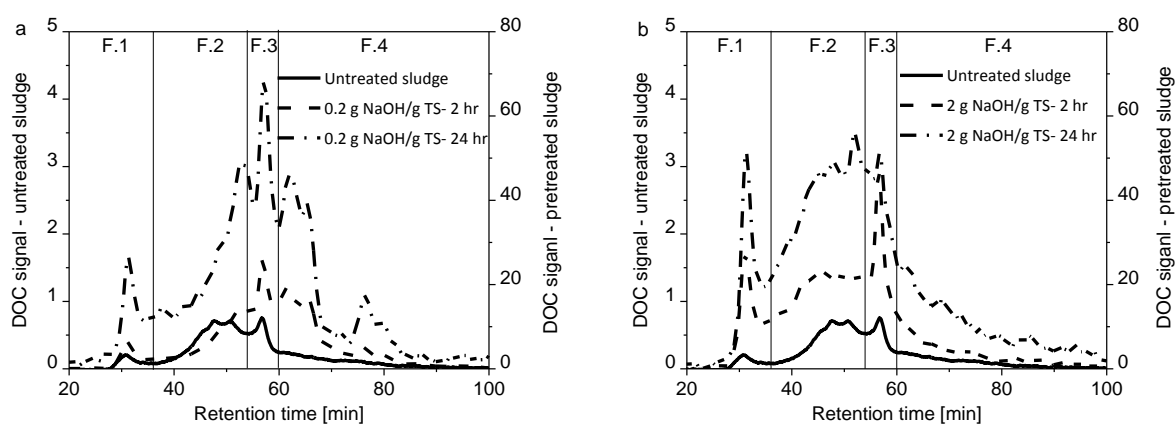 a
F.1
F.2
F.3
F.4
Untreated sludge
0.2 g NaOH/g TS- 2 hr
0.2 g NaOH/g TS- 24 hr
DOC signal - untreated sludge
5
4
3
2
1
0
80
60
40
20
0
DOC siganl - pretreated sludge
20
40
60
80
100
Retention time [min]
b
F.1
F.2
F.3
F.4
Untreated sludge
2 g NaOH/g TS- 2 hr
2 g NaOH/g TS- 24 hr
DOC signal - untreated sludge
5
4
3
2
1
0
80
60
40
20
0
DOC siganl - pretreated sludge
20
40
60
80
100
Retention time [min]